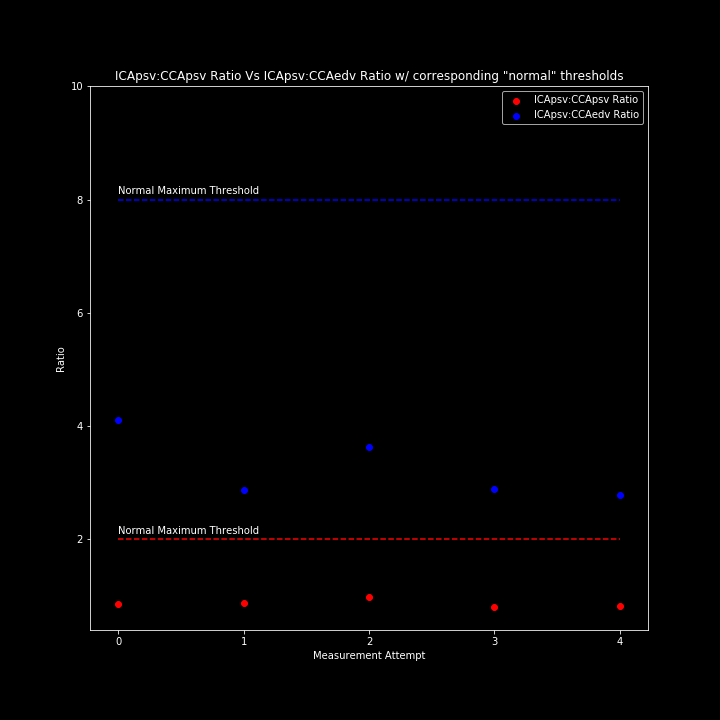 ICApsv:CCApsv Ratio Vs ICApsv:CCAedv Ratio w/ corresponding "normal" thresholds
10
ICApsv:CCApsv Ratio
ICApsv:CCAedv Ratio
Normal Maximum Threshold
8
6
Ratio
4
Normal Maximum Threshold
2
0 1 2 3 4
Measurement Attempt